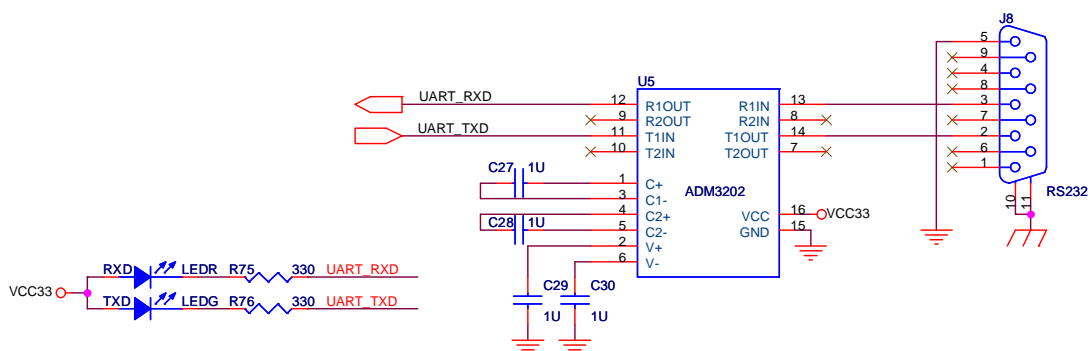 J8
5
9
4
8
3
7
2
6
1
10
11
RS232
U5
UART_RXD
12 R1OUT R1IN 13
9 R2OUT R2IN 8
UART_TXD
11 T1IN T1OUT 14
10 T2IN T2OUT 7
C27 1U
1 C+
3 C1-
ADM3202
4 C2+
C28 1U
5 C2-
2 V+
6 V-
VCC 16 VCC33
GND 15
C29 C30
1U 1U
VCC33
RXD LEDR R75 330 UART_RXD
TXD LEDG R76 330 UART_TXD